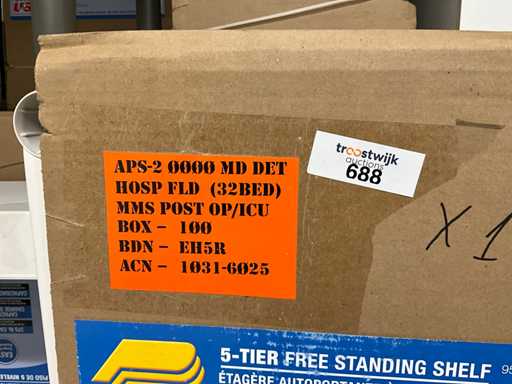 APS-2 0000 MD DET
HOSP FLD (32BED)
MMS POST OP/ICU
BOX - 100
BDN - EH5R
ACN - 1031-6025
troostwijk
auctions
688
X 1
5-TIER FREE STANDING SHELF
ÉTAGÈRE